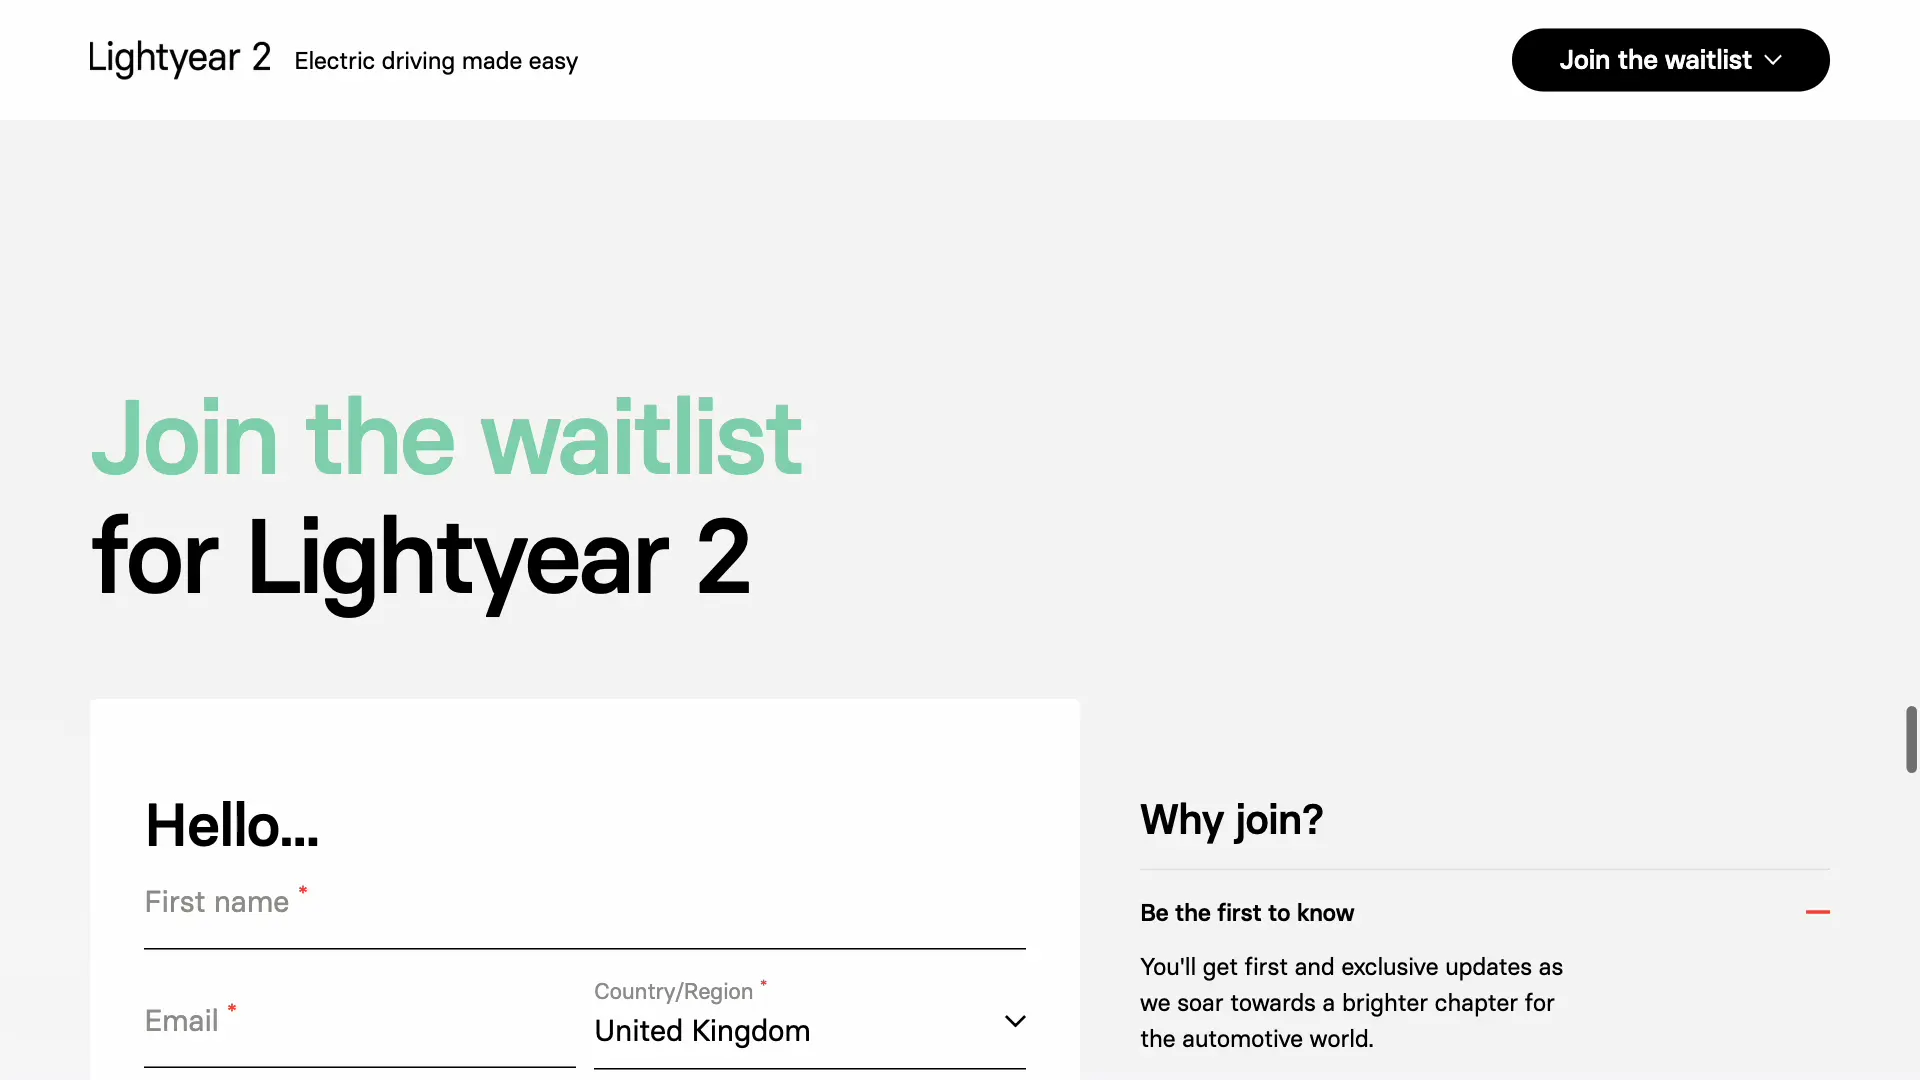 Lightyear 2
Electric driving made easy
Join the waitlist
Join the waitlist
for Lightyear 2
Hello...
First name *
Email *
Country/Region *
United Kingdom
Why join?
Be the first to know
You'll get first and exclusive updates as
we soar towards a brighter chapter for
the automotive world.